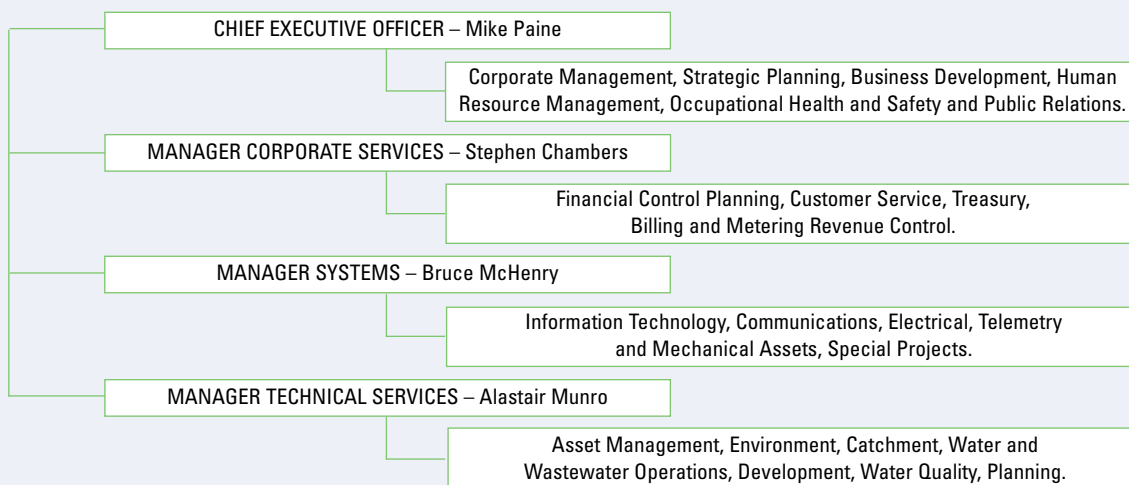 CHIEF EXECUTIVE OFFICER – Mike Paine
Corporate Management, Strategic Planning, Business Development, Human
Resource Management, Occupational Health and Safety and Public Relations.
MANAGER CORPORATE SERVICES – Stephen Chambers
Financial Control Planning, Customer Service, Treasury,
Billing and Metering Revenue Control.
MANAGER SYSTEMS – Bruce McHenry
Information Technology, Communications, Electrical, Telemetry
and Mechanical Assets, Special Projects.
MANAGER TECHNICAL SERVICES – Alastair Munro
Asset Management, Environment, Catchment, Water and
Wastewater Operations, Development, Water Quality, Planning.